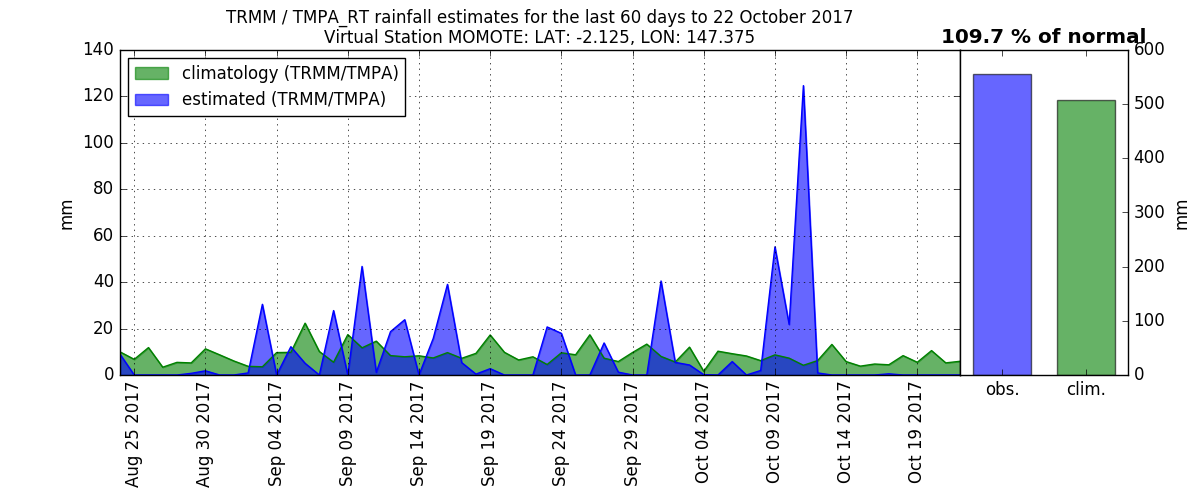 TRMM / TMPA_RT rainfall estimates for the last 60 days to 22 October 2017
Virtual Station MOMOTE: LAT: -2.125, LON: 147.375
109.7 % of normal
climatology (TRMM/TMPA)
estimated (TRMM/TMPA)
140
120
100
80
60
40
20
0
mm
Aug 25 2017
Aug 30 2017
Sep 04 2017
Sep 09 2017
Sep 14 2017
Sep 19 2017
Sep 24 2017
Sep 29 2017
Oct 04 2017
Oct 09 2017
Oct 14 2017
Oct 19 2017
obs.
clim.
600
500
400
300
200
100
0
mm